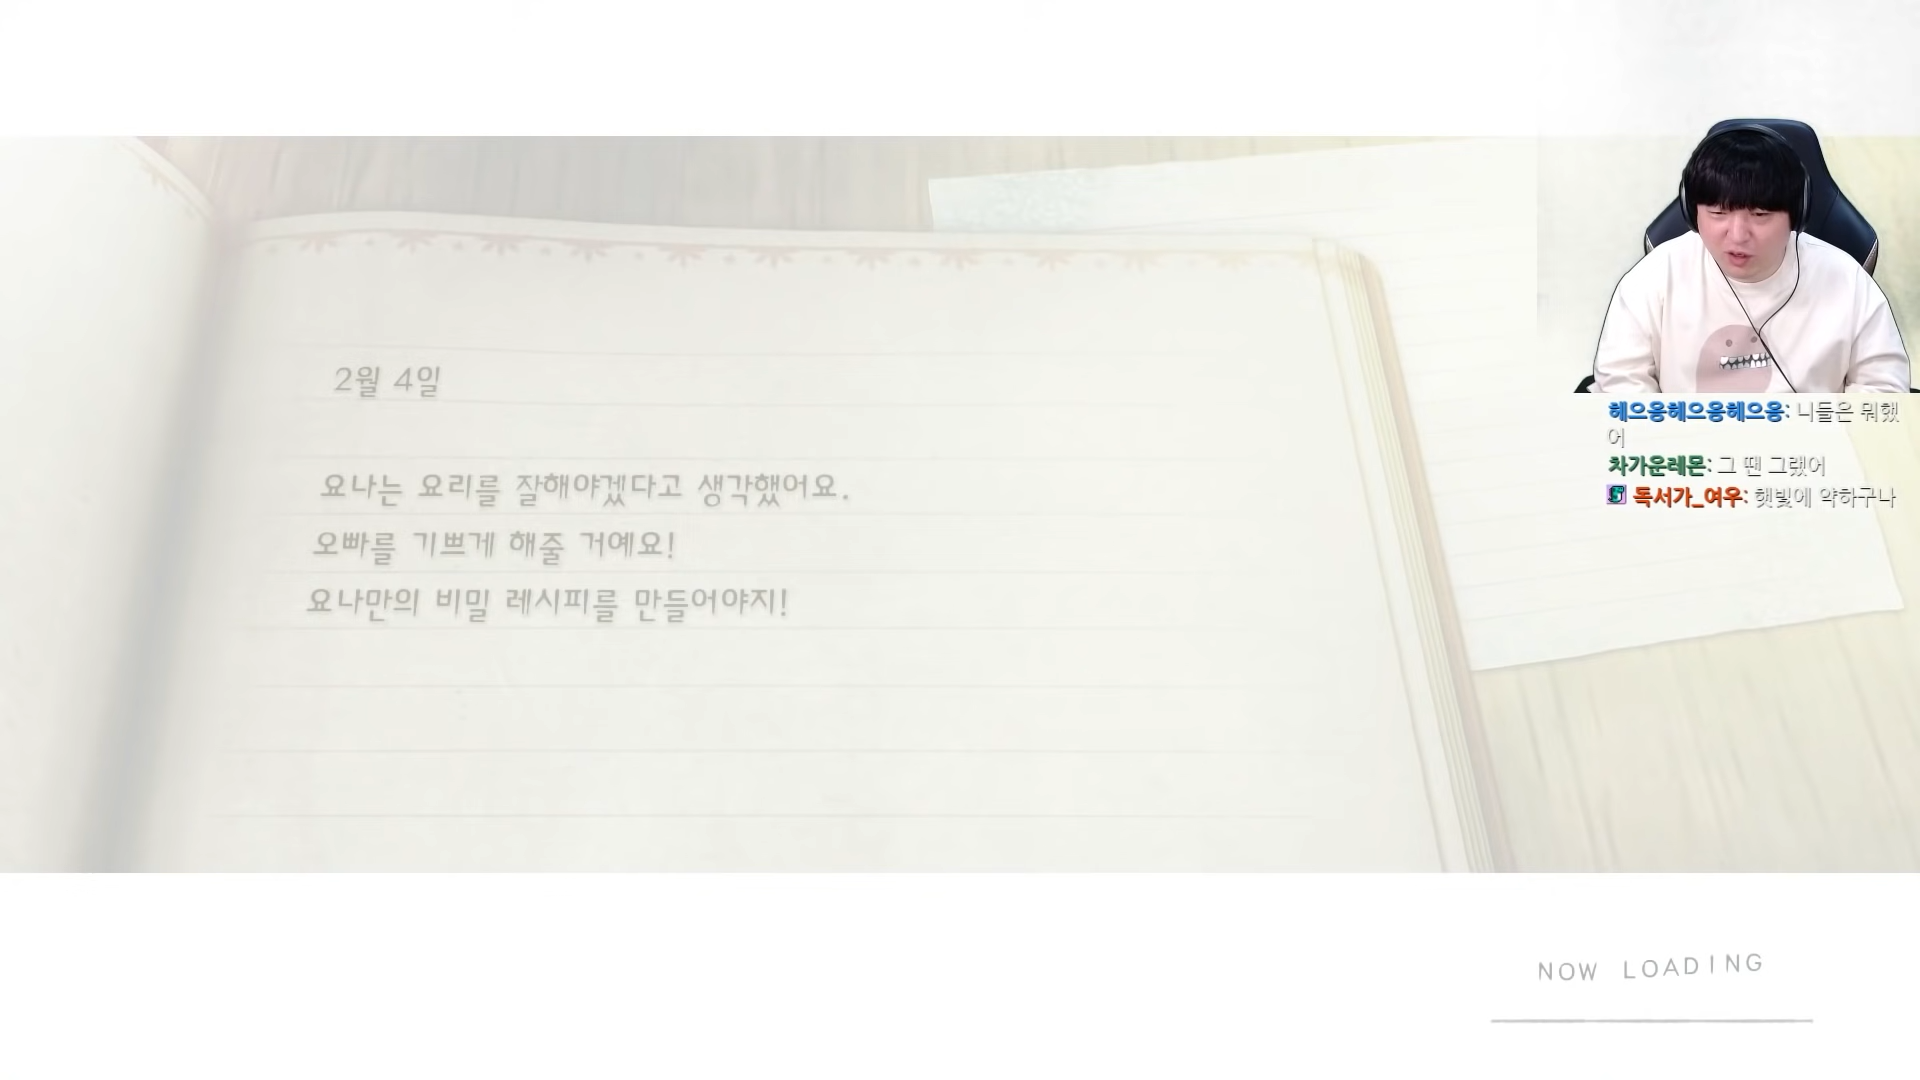 2월 4일
요나는 요리를 잘해야겠다고 생각했어요.
오빠를 기쁘게 해줄 거예요!
요나만의 비밀 레시피를 만들어야지!
헤으응헤으응헤으응: 니들은 뭐했
어
차가운레몬: 그 땐 그랬어
독서가_여우: 햇빛에 약하구나
NOW LOADING